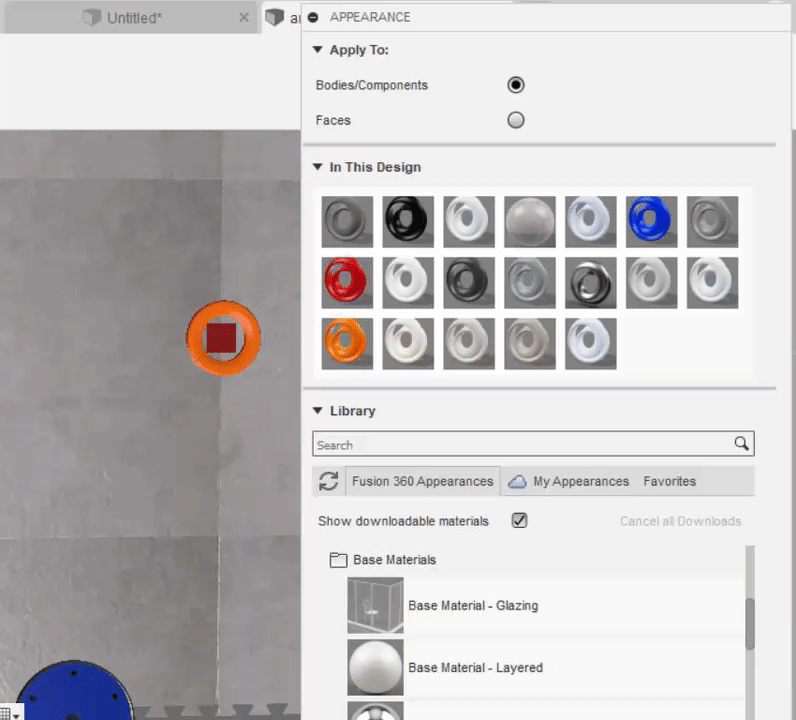 Untitled*
APPEARANCE
Apply To:
Bodies/Components
Faces
In This Design
Library
Search
Fusion 360 Appearances
My Appearances
Favorites
Show downloadable materials
Cancel all Downloads
Base Materials
Base Material - Glazing
Base Material - Layered